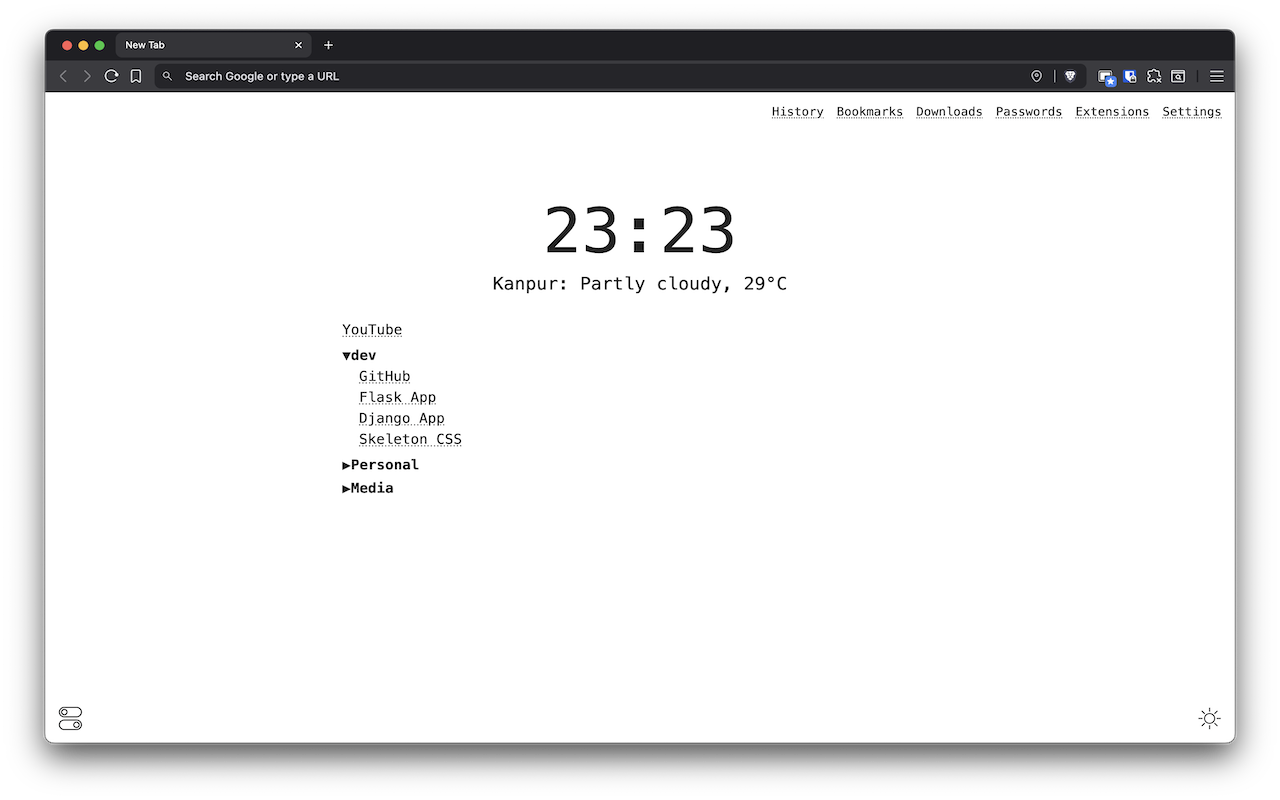 New Tab
Search Google or type a URL
History Bookmarks Downloads Passwords Extensions Settings
23:23
Kanpur: Partly cloudy, 29°C
YouTube
▼dev
GitHub
Flask App
Django App
Skeleton CSS
▶Personal
▶Media